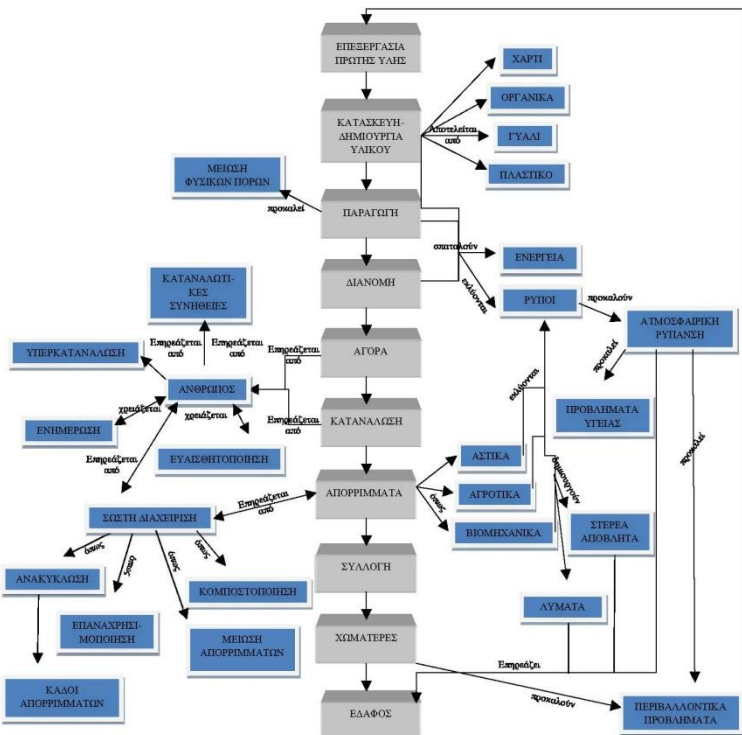 ΕΠΕΞΕΡΓΑΣΙΑ
ΠΡΩΤΗΣ ΥΛΗΣ
ΧΑΡΤΙ
ΟΡΓΑΝΙΚΑ
ΚΑΤΑΣΚΕΥΗ-
ΔΗΜΙΟΥΡΓΙΑ
ΥΛΙΚΟΥ
Αποτελείται
από
ΓΥΑΛΙ
ΠΛΑΣΤΙΚΟ
ΜΕΙΩΣΗ
ΦΥΣΙΚΩΝ ΠΟΡΩΝ
προκαλεί
ΠΑΡΑΓΩΓΗ
σπαταλούν
ΕΝΕΡΓΕΙΑ
ΔΙΑΝΟΜΗ
εκλύονται
ΡΥΠΟΙ
προκαλούν
ΑΤΜΟΣΦΑΙΡΙΚΗ
ΡΥΠΑΝΣΗ
ΚΑΤΑΝΑΛΩΤΙ-
ΚΕΣ
ΣΥΝΗΘΕΙΕΣ
Επηρεάζεται
από
Επηρεάζεται
από
Επηρεάζεται
από
ΑΓΟΡΑ
προκαλεί
ΥΠΕΡΚΑΤΑΝΑΛΩΣΗ
ΑΝΘΡΩΠΟΣ
εκλύονται
χρειάζεται
χρειάζεται
Επηρεάζεται
από
ΚΑΤΑΝΑΛΩΣΗ
ΠΡΟΒΛΗΜΑΤΑ
ΥΓΕΙΑΣ
προκαλεί
ΕΝΗΜΕΡΩΣΗ
ΕΥΑΙΣΘΗΤΟΠΟΙΗΣΗ
Επηρεάζεται
από
ΑΣΤΙΚΑ
ΑΠΟΡΡΙΜΜΑΤΑ
ΑΓΡΟΤΙΚΑ
όπως
δημιουργούν
Επηρεάζεται
από
ΣΩΣΤΗ ΔΙΑΧΕΙΡΙΣΗ
ΒΙΟΜΗΧΑΝΙΚΑ
ΣΤΕΡΕΑ
ΑΠΟΒΛΗΤΑ
όπως
όπως
όπως
όπως
ΣΥΛΛΟΓΗ
ΑΝΑΚΥΚΛΩΣΗ
ΚΟΜΠΟΣΤΟΠΟΙΗΣΗ
ΛΥΜΑΤΑ
ΕΠΑΝΑΧΡΗΣΙ-
ΜΟΠΟΙΗΣΗ
ΜΕΙΩΣΗ
ΑΠΟΡΡΙΜΜΑΤΩΝ
ΧΩΜΑΤΕΡΕΣ
Επηρεάζει
ΚΑΔΟΙ
ΑΠΟΡΡΙΜΜΑΤΩΝ
προκαλούν
ΕΔΑΦΟΣ
ΠΕΡΙΒΑΛΛΟΝΤΙΚΑ
ΠΡΟΒΛΗΜΑΤΑ